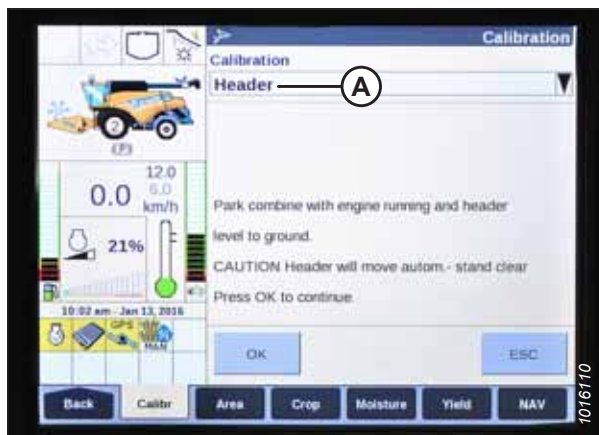 Calibration
Calibration
Header
A
2
(P)
12.0
6.0
0.0 km/h
Park combine with engine running and header
level to ground.
21%
CAUTION Header will move autom.- stand clear
Press OK to continue.
10:02 am Jan 13, 2016
GPS
MAN
OK
ESC
Back
Calibr
Area
Crop
Moisture
Yield
NAV
1016110